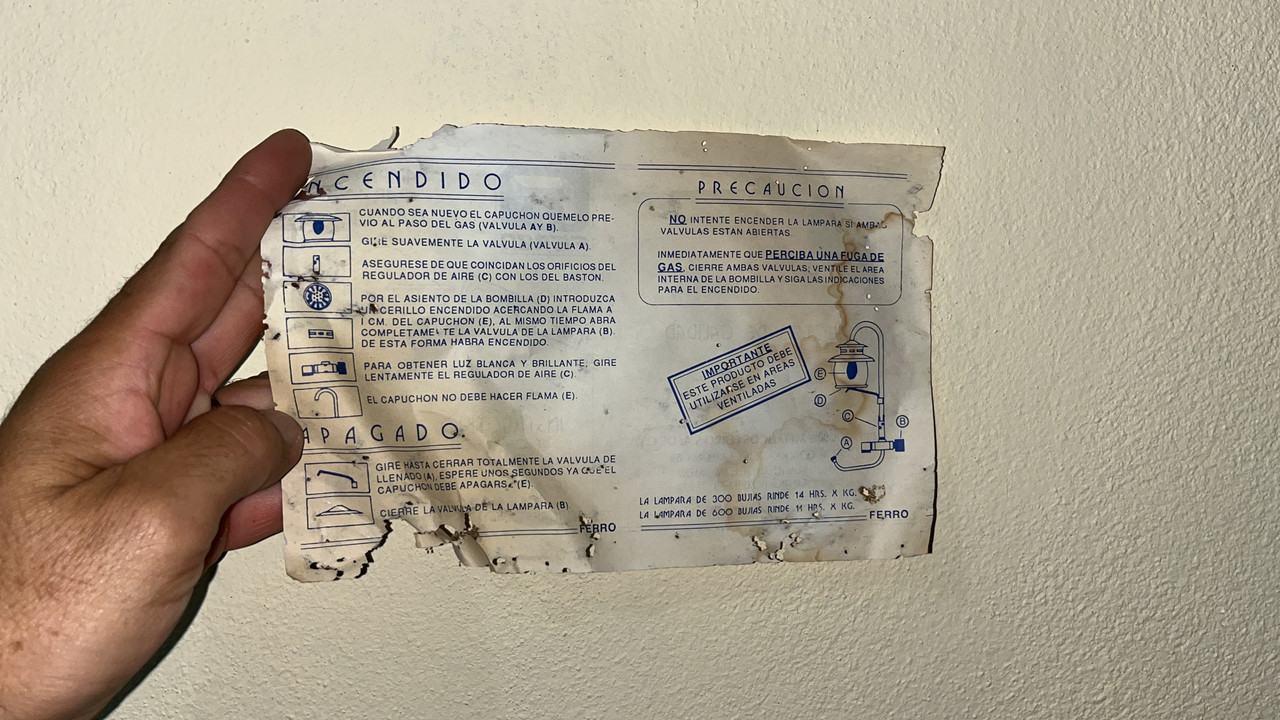 ENCENDIDO
CUANDO SEA NUEVO EL CAPUCHON QUEMELO PRE-
VIO AL PASO DEL GAS (VALVULA A Y B).
GIRE SUAVEMENTE LA VALVULA (VALVULA A).
ASEGURESE DE QUE COINCIDAN LOS ORIFICIOS DEL
REGULADOR DE AIRE (C) CON LOS DEL BASTON.
POR EL ASIENTO DE LA BOMBILLA (D) INTRODUZCA
UN CERILLO ENCENDIDO ACERCANDO LA FLAMA A
1 CM. DEL CAPUCHON (E), AL MISMO TIEMPO ABRA
COMPLETAMENTE LA VALVULA DE LA LAMPARA (B).
DE ESTA FORMA HABRA ENCENDIDO.
PARA OBTENER LUZ BLANCA Y BRILLANTE, GIRE
LENTAMENTE EL REGULADOR DE AIRE (C).
EL CAPUCHON NO DEBE HACER FLAMA (E).
APAGADO.
GIRE HASTA CERRAR TOTALMENTE LA VALVULA DE
LLENADO (A), ESPERE UNOS SEGUNDOS YA QUE EL
CAPUCHON DEBE APAGARSE (E).
CIERRE LA VALVULA DE LA LAMPARA (B).
FERRO
PRECAUCION
NO INTENTE ENCENDER LA LAMPARA SI AMBAS
VALVULAS ESTAN ABIERTAS.
INMEDIATAMENTE QUE PERCIBA UNA FUGA DE
GAS, CIERRE AMBAS VALVULAS; VENTILE EL AREA
INTERNA DE LA BOMBILLA Y SIGA LAS INDICACIONES
PARA EL ENCENDIDO.
IMPORTANTE
ESTE PRODUCTO DEBE
UTILIZARSE EN AREAS
VENTILADAS
E
D
C
B
A
LA LAMPARA DE 300 BUJIAS RINDE 14 HRS. X KG.
LA LAMPARA DE 600 BUJIAS RINDE 11 HRS. X KG.
FERRO